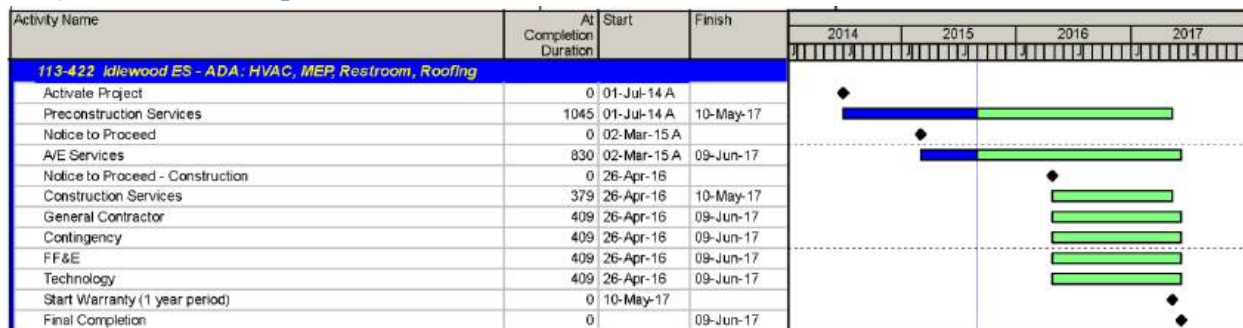 Activity Name At Completion Duration Start Finish 2014 2015 2016 2017
J J J J J J J
113-422 Idlewood ES - ADA: HVAC, MEP, Restroom, Roofing
Activate Project 0 01-Jul-14 A
Preconstruction Services 1045 01-Jul-14 A 10-May-17
Notice to Proceed 0 02-Mar-15 A
A/E Services 830 02-Mar-15 A 09-Jun-17
Notice to Proceed - Construction 0 26-Apr-16
Construction Services 379 26-Apr-16 10-May-17
General Contractor 409 26-Apr-16 09-Jun-17
Contingency 409 26-Apr-16 09-Jun-17
FF&E 409 26-Apr-16 09-Jun-17
Technology 409 26-Apr-16 09-Jun-17
Start Warranty (1 year period) 0 10-May-17
Final Completion 0 09-Jun-17